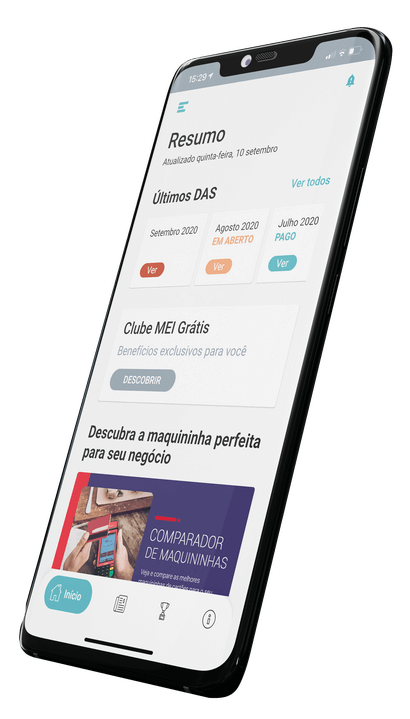 15:29
Resumo
Atualizado quinta-feira, 10 setembro
Últimos DAS
Ver todos
Setembro 2020
Ver
Agosto 2020
EM ABERTO
Ver
Julho 2020
PAGO
Ver
Clube MEI Grátis
Benefícios exclusivos para você
DESCOBRIR
Descubra a maquininha perfeita
para seu negócio
COMPARADOR
DE MAQUININHAS
Veja e compare as melhores
Início